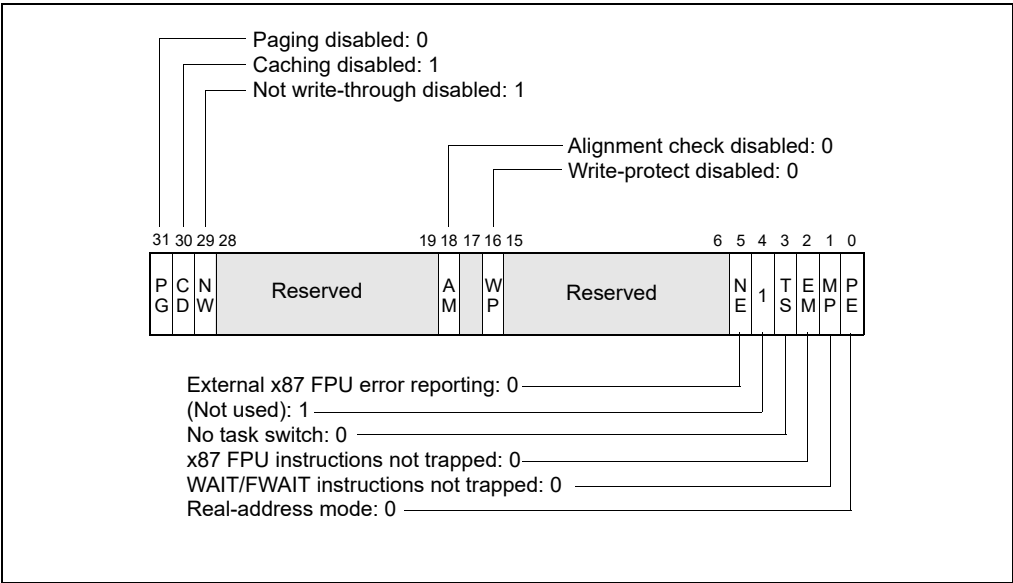 Paging disabled: 0
Caching disabled: 1
Not write-through disabled: 1
Alignment check disabled: 0
Write-protect disabled: 0
31 30 29 28 19 18 17 16 15 6 5 4 3 2 1 0
P G C D N W Reserved A M W P Reserved N E 1 T S E M M P P E
External x87 FPU error reporting: 0
(Not used): 1
No task switch: 0
x87 FPU instructions not trapped: 0
WAIT/FWAIT instructions not trapped: 0
Real-address mode: 0